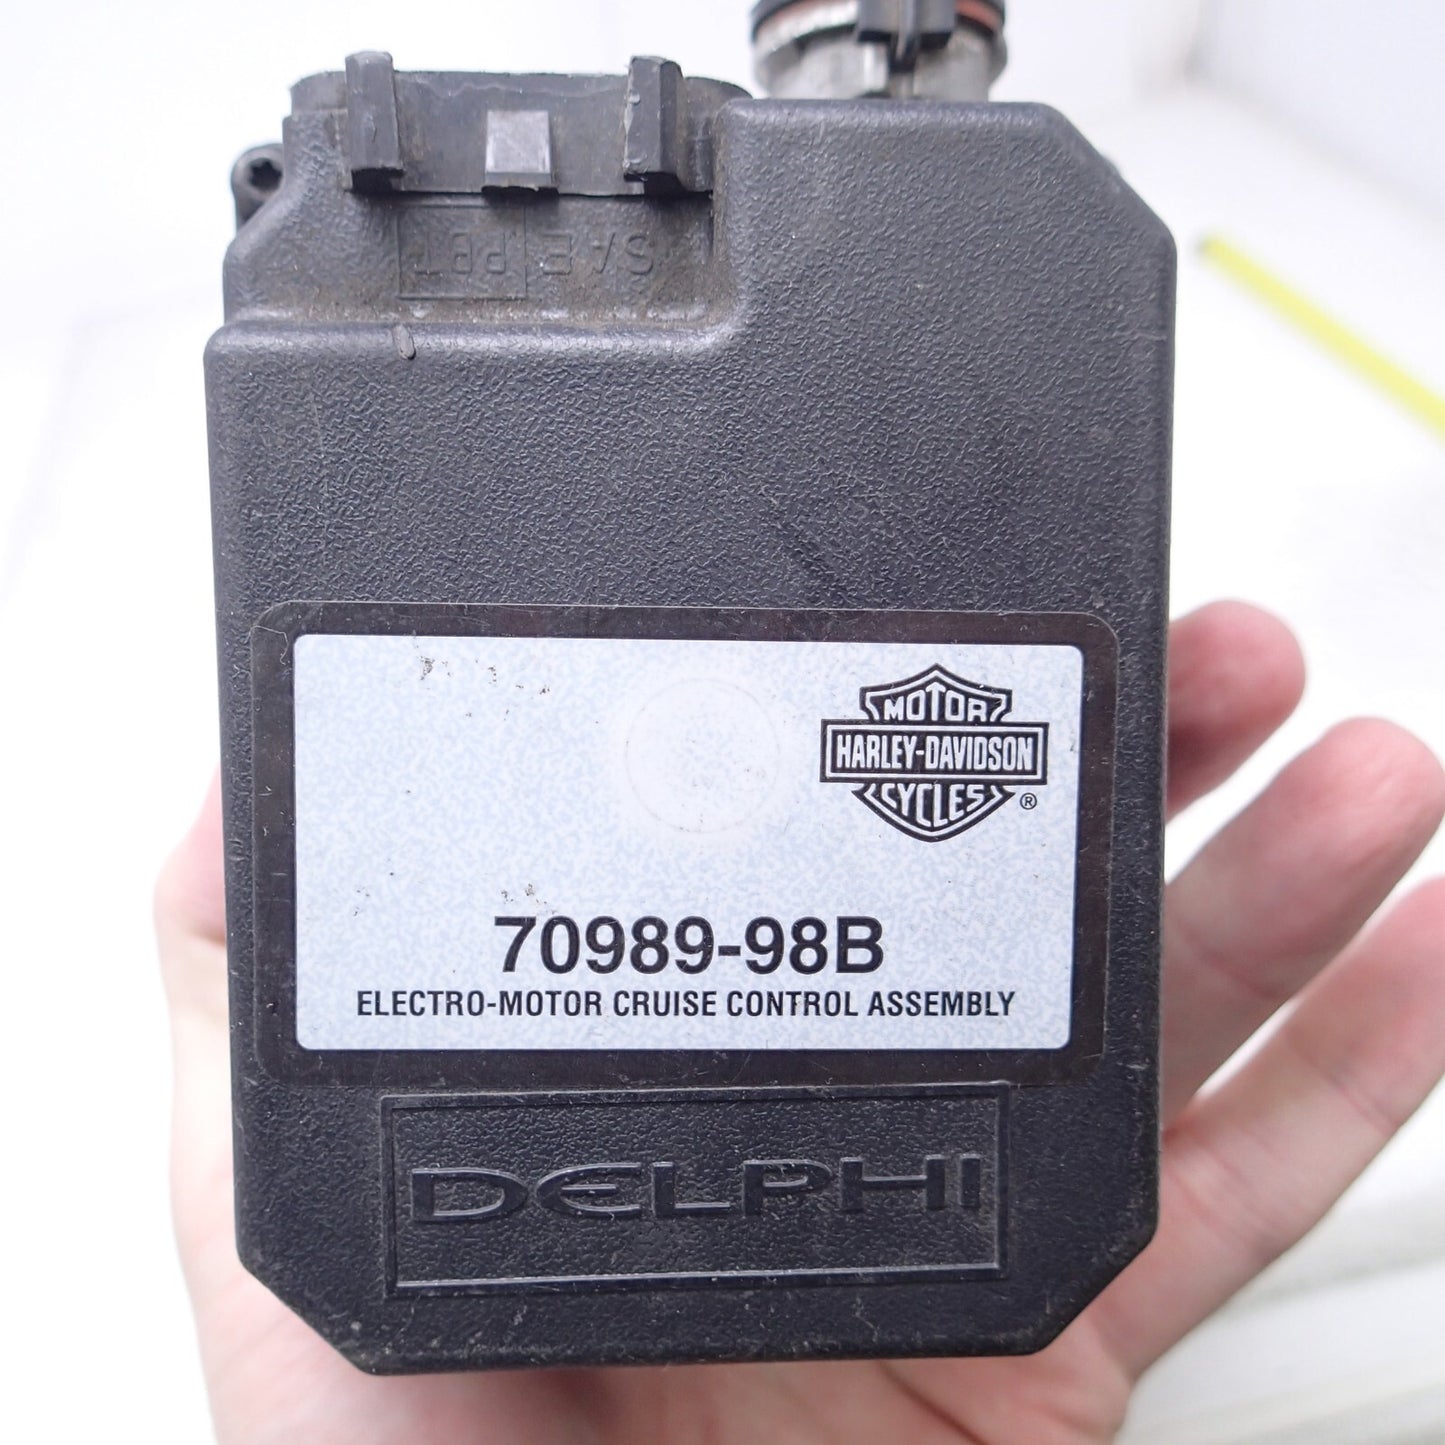 SAE PBT
MOTOR
HARLEY-DAVIDSON
CYCLES ®
70989-98B
ELECTRO-MOTOR CRUISE CONTROL ASSEMBLY
DELPHI